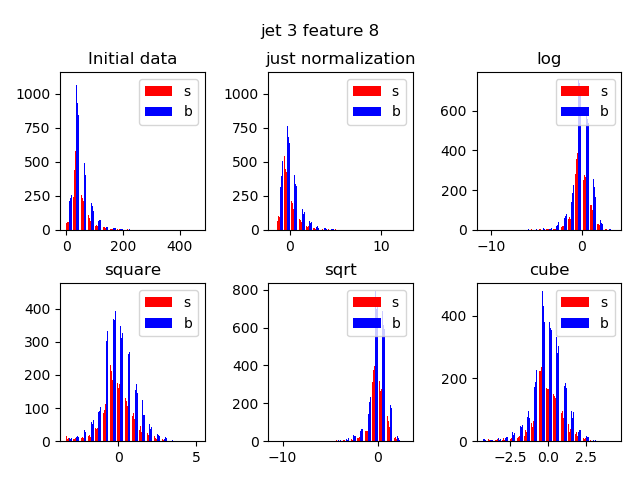 jet 3 feature 8
Initial data
just normalization
log
1000
750
500
250
0
0
200
400
s
b
1000
750
500
250
0
0
10
s
b
600
400
200
0
−10
0
s
b
square
sqrt
cube
400
300
200
100
0
0
5
s
b
800
600
400
200
0
−10
0
s
b
400
200
0
−2.5
0.0
2.5
s
b